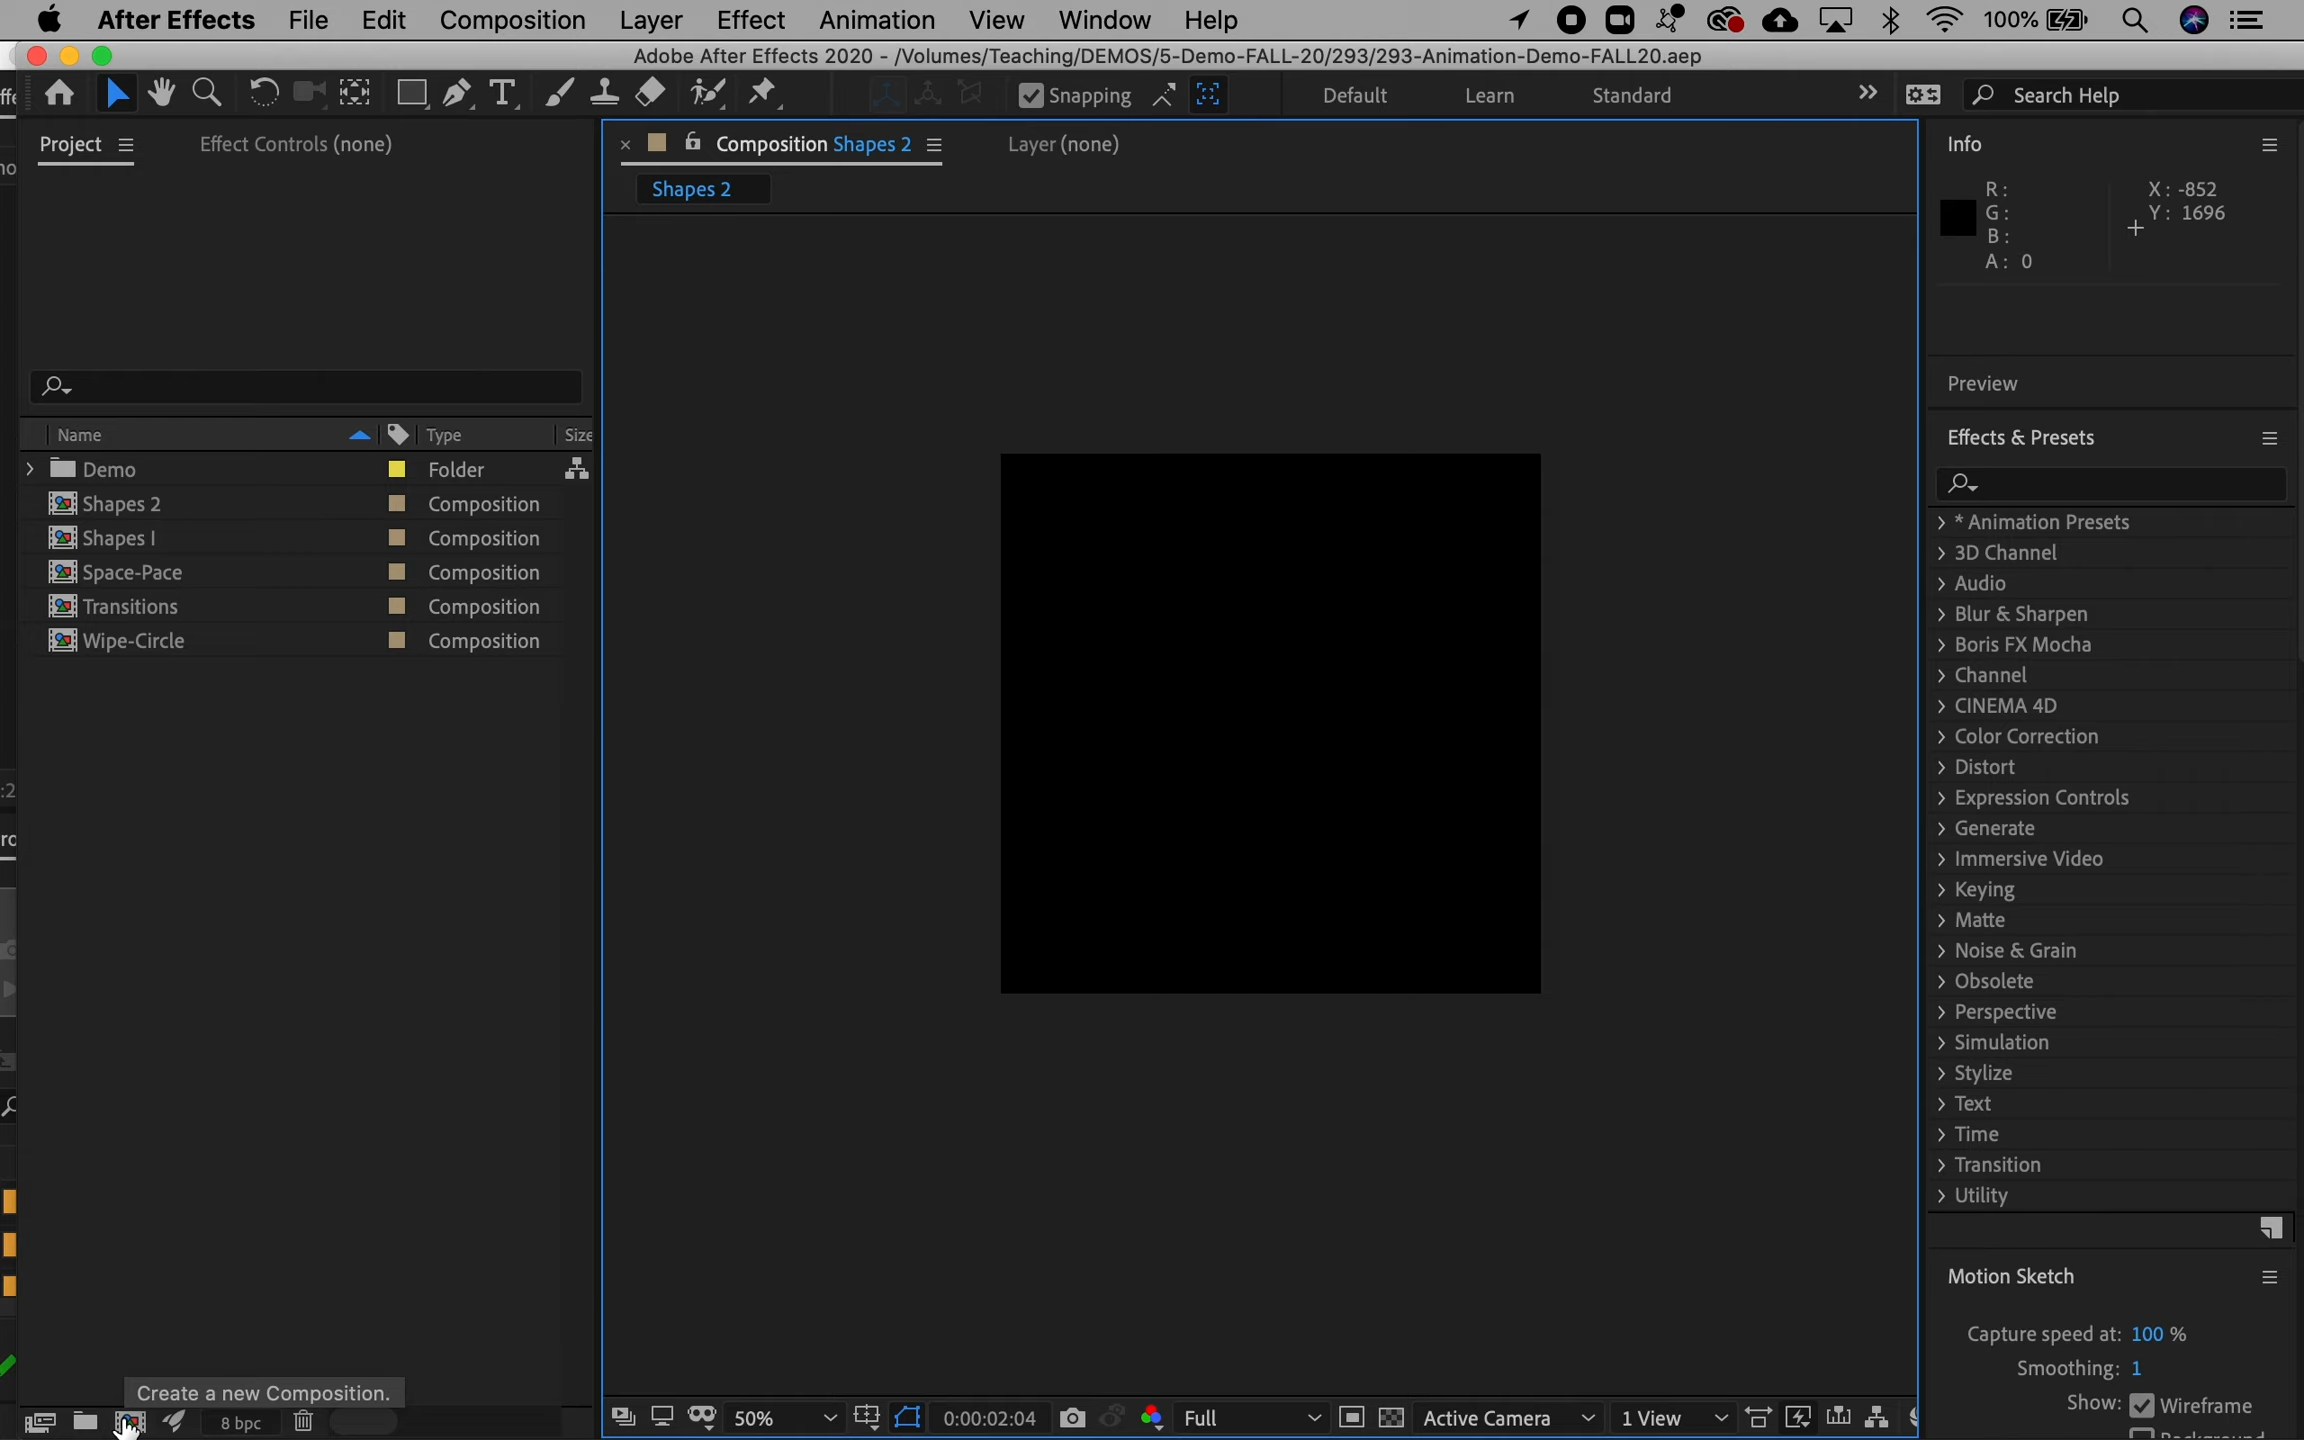 After Effects File Edit Composition Layer Effect Animation View Window Help 100%
Adobe After Effects 2020 - /Volumes/Teaching/DEMOS/5-Demo-FALL-20/293/293-Animation-Demo-FALL20.aep
Snapping Default Learn Standard Search Help
Project Effect Controls (none)
Composition Shapes 2 Layer (none)
Shapes 2
Name Type Size
Demo Folder
Shapes 2 Composition
Shapes I Composition
Space-Pace Composition
Transitions Composition
Wipe-Circle Composition
Create a new Composition.
8 bpc
50% 0:00:02:04 Full Active Camera 1 View
Info
R: X: -852
G: Y: 1696
B:
A: 0
Preview
Effects & Presets
* Animation Presets
3D Channel
Audio
Blur & Sharpen
Boris FX Mocha
Channel
CINEMA 4D
Color Correction
Distort
Expression Controls
Generate
Immersive Video
Keying
Matte
Noise & Grain
Obsolete
Perspective
Simulation
Stylize
Text
Time
Transition
Utility
Motion Sketch
Capture speed at: 100 %
Smoothing: 1
Show: Wireframe